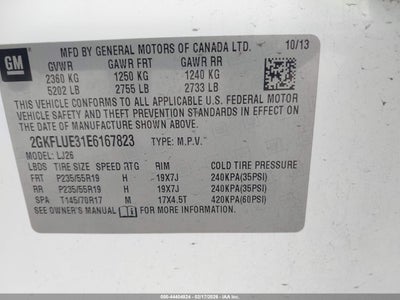 GM
MFD BY GENERAL MOTORS OF CANADA LTD. 10/13
GVWR GAWR FRT GAWR RR
2360 KG 1250 KG 1240 KG
5202 LB 2755 LB 2733 LB
THIS VEHICLE CONFORMS TO ALL APPLICABLE U.S. FEDERAL MOTOR
VEHICLE SAFETY AND THEFT PREVENTION STANDARDS IN EFFECT ON THE DATE OF
MANUFACTURE SHOWN ABOVE.
2GKFLUE31E6167823 TYPE: M.P.V.
MODEL: LJ26
LBDS TIRE SIZE SPEED RTG RIM COLD TIRE PRESSURE
FRT P235/55R19 H 19X7J 240KPA(35PSI)
RR P235/55R19 H 19X7J 240KPA(35PSI)
SPA T145/70R17 M 17X4.5T 420KPA(60PSI)
SEE OWNER'S MANUAL FOR MORE INFORMATION.
IAA